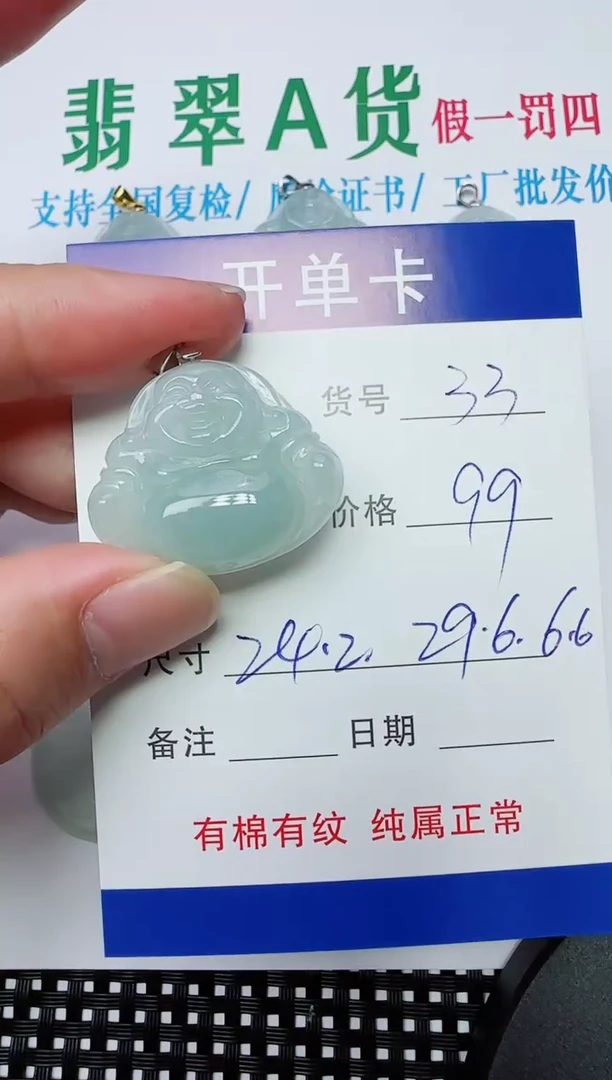 翡翠A货 假一罚四
支持全国复检/ 证书/ 工厂批发价
开单卡
货号 33
价格 99
尺寸 24.2. 29.6. 6.6
备注 日期
有棉有纹 纯属正常